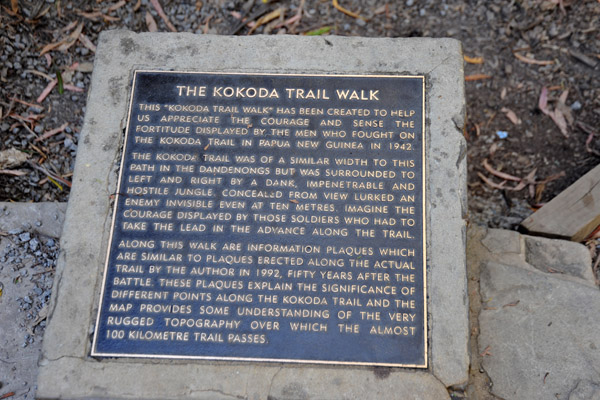 THE KOKODA TRAIL WALK
THIS "KOKODA TRAIL WALK" HAS BEEN CREATED TO HELP
US APPRECIATE THE COURAGE AND SENSE THE
FORTITUDE DISPLAYED BY THE MEN WHO FOUGHT ON
THE KOKODA TRAIL IN PAPUA NEW GUINEA IN 1942.
THE KOKODA TRAIL WAS OF A SIMILAR WIDTH TO THIS
PATH IN THE DANDENONGS BUT WAS SURROUNDED TO
LEFT AND RIGHT BY A DANK, IMPENETRABLE AND
HOSTILE JUNGLE. CONCEALED FROM VIEW LURKED AN
ENEMY INVISIBLE EVEN AT TEN METRES. IMAGINE THE
COURAGE DISPLAYED BY THOSE SOLDIERS WHO HAD TO
TAKE THE LEAD IN THE ADVANCE ALONG THE TRAIL.
ALONG THIS WALK ARE INFORMATION PLAQUES WHICH
ARE SIMILAR TO PLAQUES ERECTED ALONG THE ACTUAL
TRAIL BY THE AUTHOR IN 1992, FIFTY YEARS AFTER THE
BATTLE. THESE PLAQUES EXPLAIN THE SIGNIFICANCE OF
DIFFERENT POINTS ALONG THE KOKODA TRAIL AND THE
MAP PROVIDES SOME UNDERSTANDING OF THE VERY
RUGGED TOPOGRAPHY OVER WHICH THE ALMOST
100 KILOMETRE TRAIL PASSES.